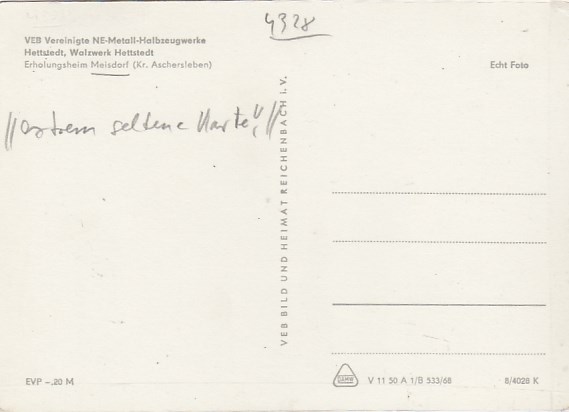 4328
VEB Vereinigte NE-Metall-Halbzeugwerke
Hettstedt, Walzwerk Hettstedt
Erholungsheim Meisdorf (Kr. Aschersleben)
Echt Foto
"extrem seltene Karte"
VEB BILD UND HEIMAT REICHENBACH I. V.
EVP –.20 M
V 11 50 A 1/B 533/68
8/4028 K